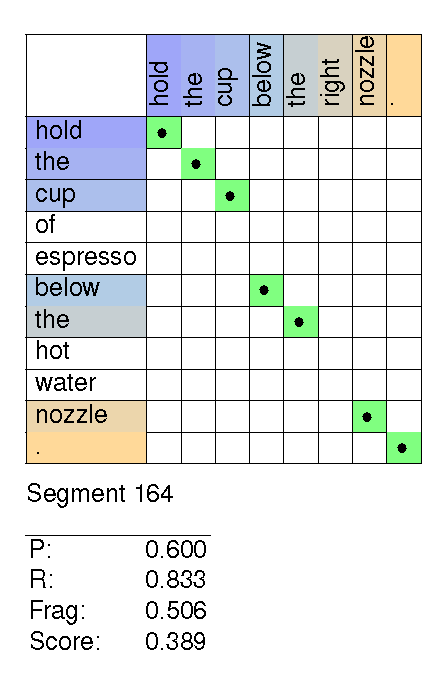 hold the cup below the right nozzle .
hold
the
cup
of
espresso
below
the
hot
water
nozzle
.
Segment 164
P: 0.600
R: 0.833
Frag: 0.506
Score: 0.389